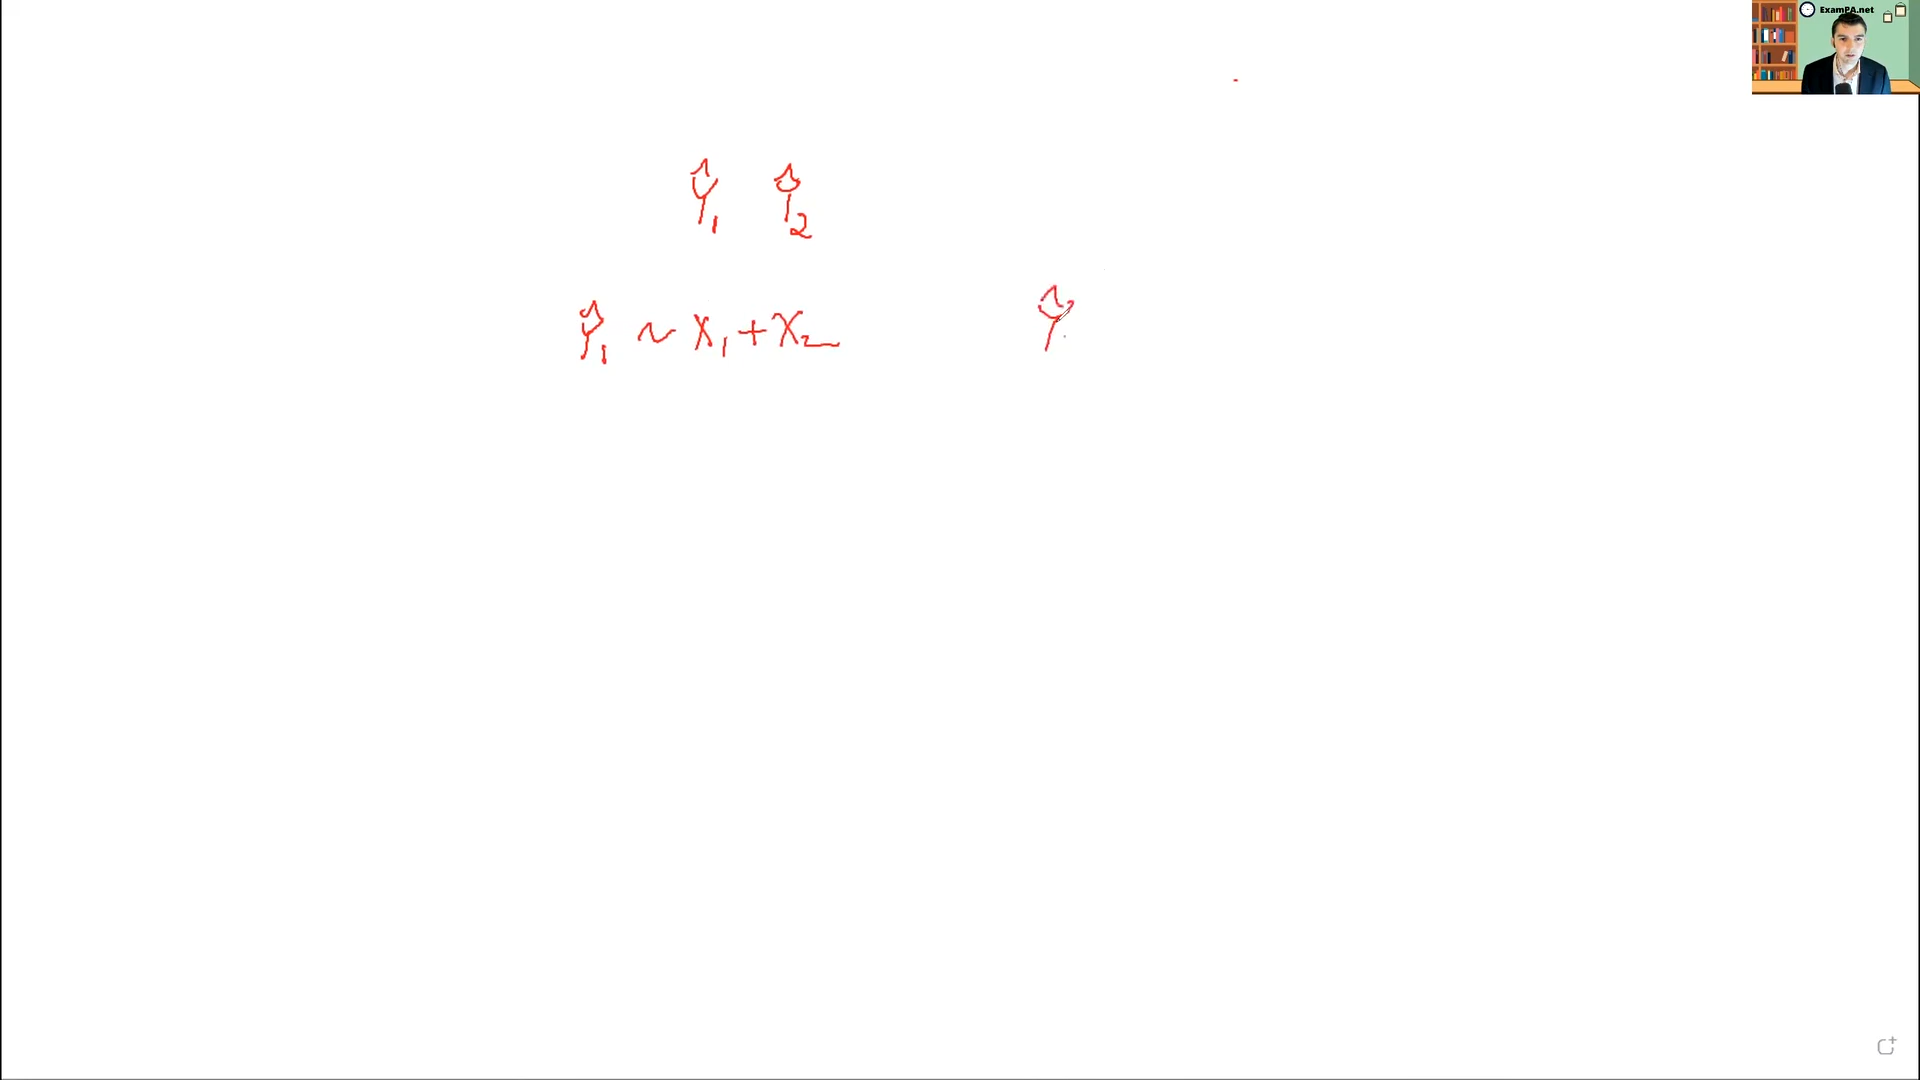 ExamPA.net
Ŷ₁ Ŷ₂
Ŷ₁ ~ X₁ + X₂ Ŷ